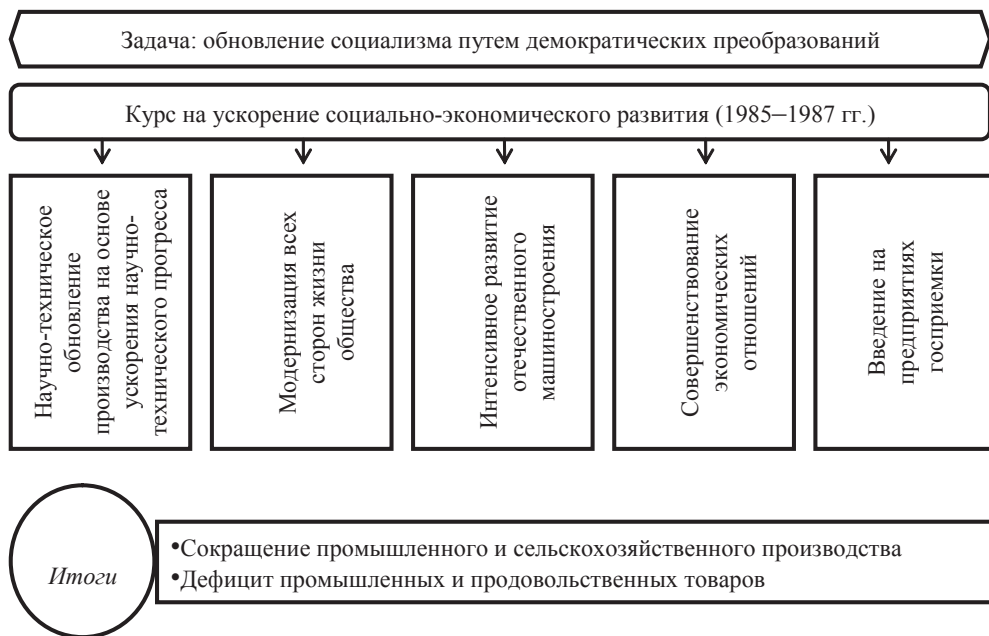 Задача: обновление социализма путем демократических преобразований
Курс на ускорение социально-экономического развития (1985–1987 гг.)
Научно-техническое
обновление
производства на основе
ускорения научно-
технического прогресса
Модернизация всех
сторон жизни
общества
Интенсивное развитие
отечественного
машиностроения
Совершенствование
экономических
отношений
Введение на
предприятиях
госприемки
Итоги
•Сокращение промышленного и сельскохозяйственного производства
•Дефицит промышленных и продовольственных товаров